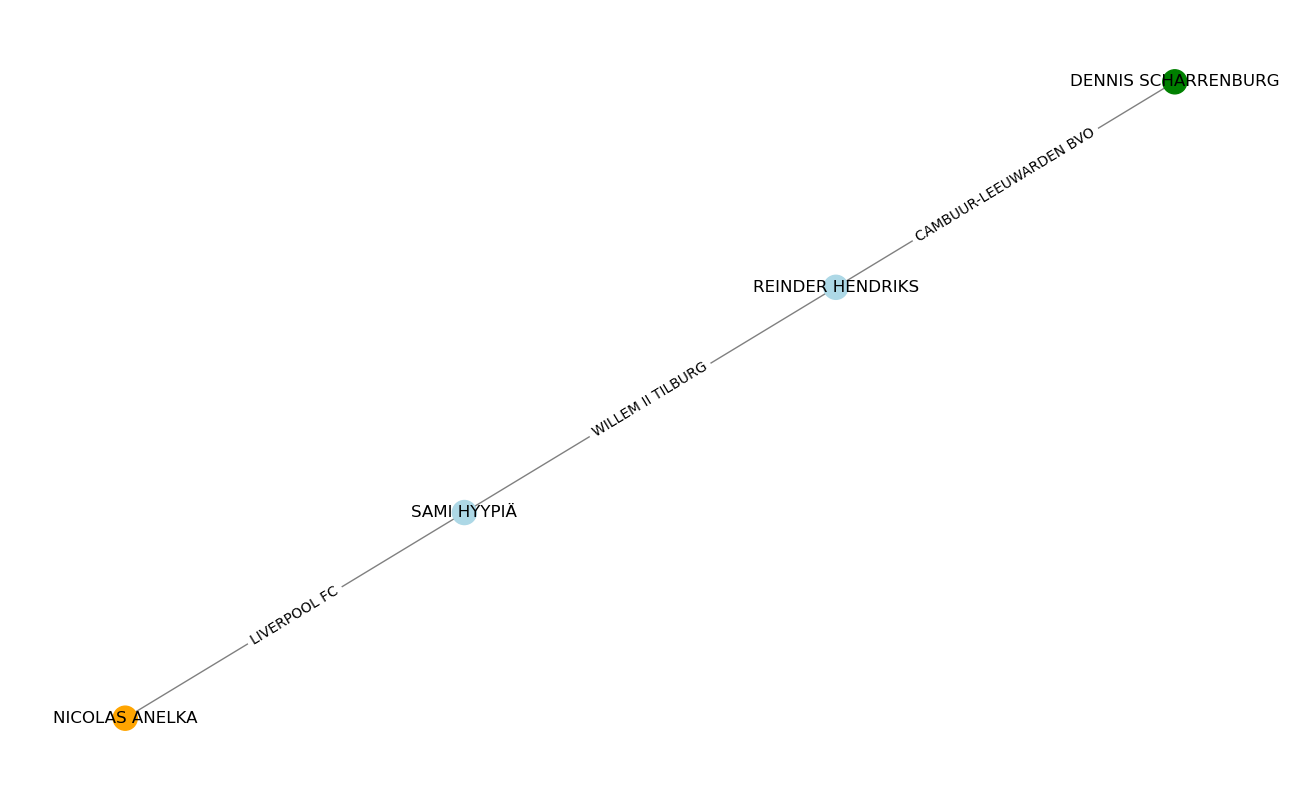 DENNIS SCHARRENBURG
CAMBUUR-LEEUWARDEN BVO
REINDER HENDRIKS
WILLEM II TILBURG
SAMI HYYPIÄ
LIVERPOOL FC
NICOLAS ANELKA